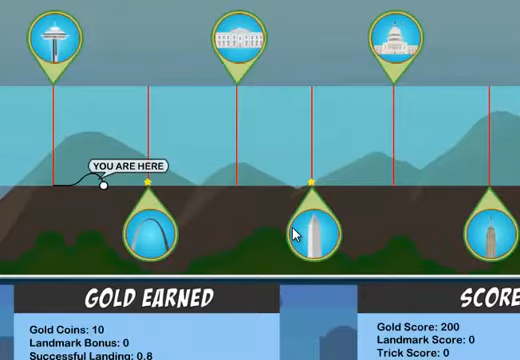 YOU ARE HERE
GOLD EARNED
SCORE
Gold Coins: 10
Landmark Bonus: 0
Successful Landing: 0.8
Gold Score: 200
Landmark Score: 0
Trick Score: 0